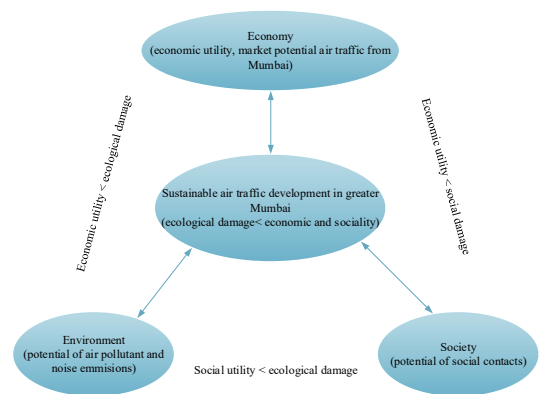 Economy
(economic utility, market potential air traffic from
Mumbai)
Economic utility < ecological damage
Economic utility < social damage
Sustainable air traffic development in greater
Mumbai
(ecological damage< economic and sociality)
Environment
(potential of air pollutant and
noise emmisions)
Society
(potential of social contacts)
Social utility < ecological damage